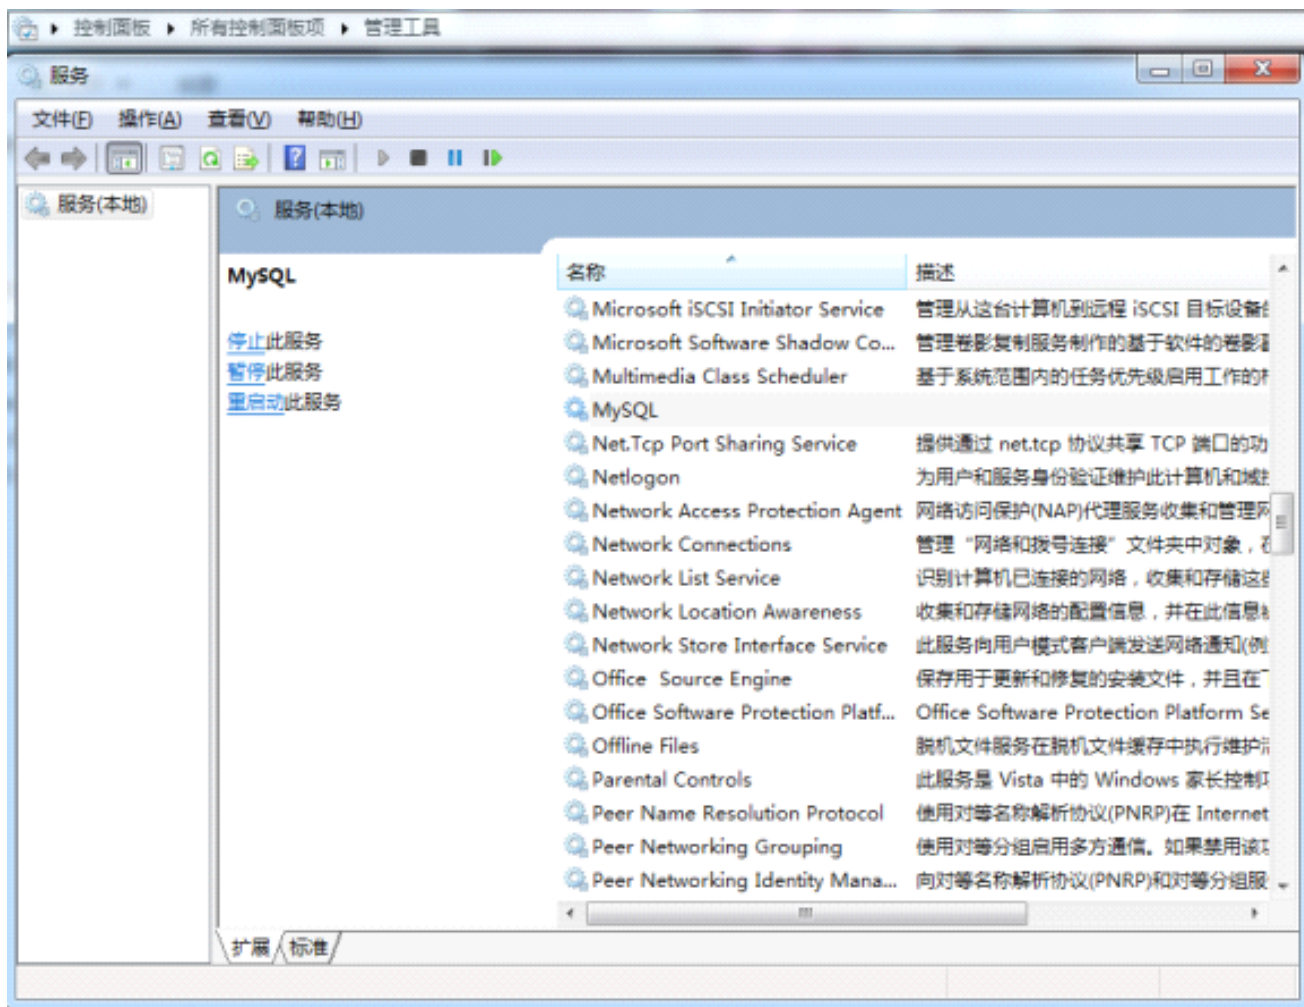 控制面板 ▸ 所有控制面板项 ▸ 管理工具
服务
文件(F) 操作(A) 查看(V) 帮助(H)
服务(本地)
服务(本地)
MySQL
停止此服务
暂停此服务
重启动此服务
名称 描述
Microsoft iSCSI Initiator Service 管理从这台计算机到远程 iSCSI 目标设备
Microsoft Software Shadow Co... 管理卷影复制服务制作的基于软件的卷影
Multimedia Class Scheduler 基于系统范围内的任务优先级启用工作的
MySQL
Net.Tcp Port Sharing Service 提供通过 net.tcp 协议共享 TCP 端口的功
Netlogon 为用户和服务身份验证维护此计算机和域
Network Access Protection Agent 网络访问保护(NAP)代理服务收集和管理
Network Connections 管理“网络和拨号连接”文件夹中对象，
Network List Service 识别计算机已连接的网络，收集和存储这
Network Location Awareness 收集和存储网络的配置信息，并在此信息
Network Store Interface Service 此服务向用户模式客户端发送网络通知(例
Office Source Engine 保存用于更新和修复的安装文件，并且在
Office Software Protection Platf... Office Software Protection Platform Se
Offline Files 脱机文件服务在脱机文件缓存中执行维护
Parental Controls 此服务是 Vista 中的 Windows 家长控制
Peer Name Resolution Protocol 使用对等名称解析协议(PNRP)在 Internet
Peer Networking Grouping 使用对等分组启用多方通信。如果禁用该
Peer Networking Identity Mana... 向对等名称解析协议(PNRP)和对等分组服
扩展 标准